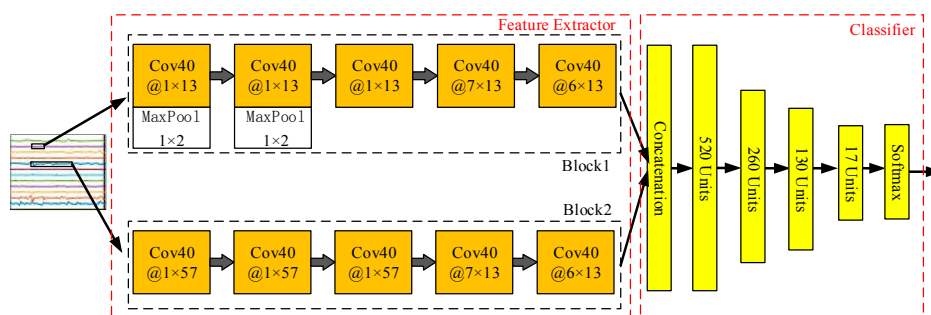 Feature Extractor
Classifier
Cov40
@1×13
MaxPool
1×2
Cov40
@1×13
MaxPool
1×2
Cov40
@1×13
Cov40
@7×13
Cov40
@6×13
Block1
Block2
Cov40
@1×57
Cov40
@1×57
Cov40
@1×57
Cov40
@7×13
Cov40
@6×13
Concatenation
520 Units
260 Units
130 Units
17 Units
Softmax